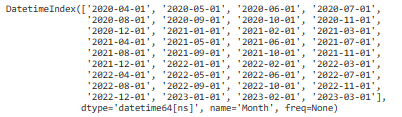 DatetimeIndex(['2020-04-01', '2020-05-01', '2020-06-01', '2020-07-01',
'2020-08-01', '2020-09-01', '2020-10-01', '2020-11-01',
'2020-12-01', '2021-01-01', '2021-02-01', '2021-03-01',
'2021-04-01', '2021-05-01', '2021-06-01', '2021-07-01',
'2021-08-01', '2021-09-01', '2021-10-01', '2021-11-01',
'2021-12-01', '2022-01-01', '2022-02-01', '2022-03-01',
'2022-04-01', '2022-05-01', '2022-06-01', '2022-07-01',
'2022-08-01', '2022-09-01', '2022-10-01', '2022-11-01',
'2022-12-01', '2023-01-01', '2023-02-01', '2023-03-01'],
dtype='datetime64[ns]', name='Month', freq=None)